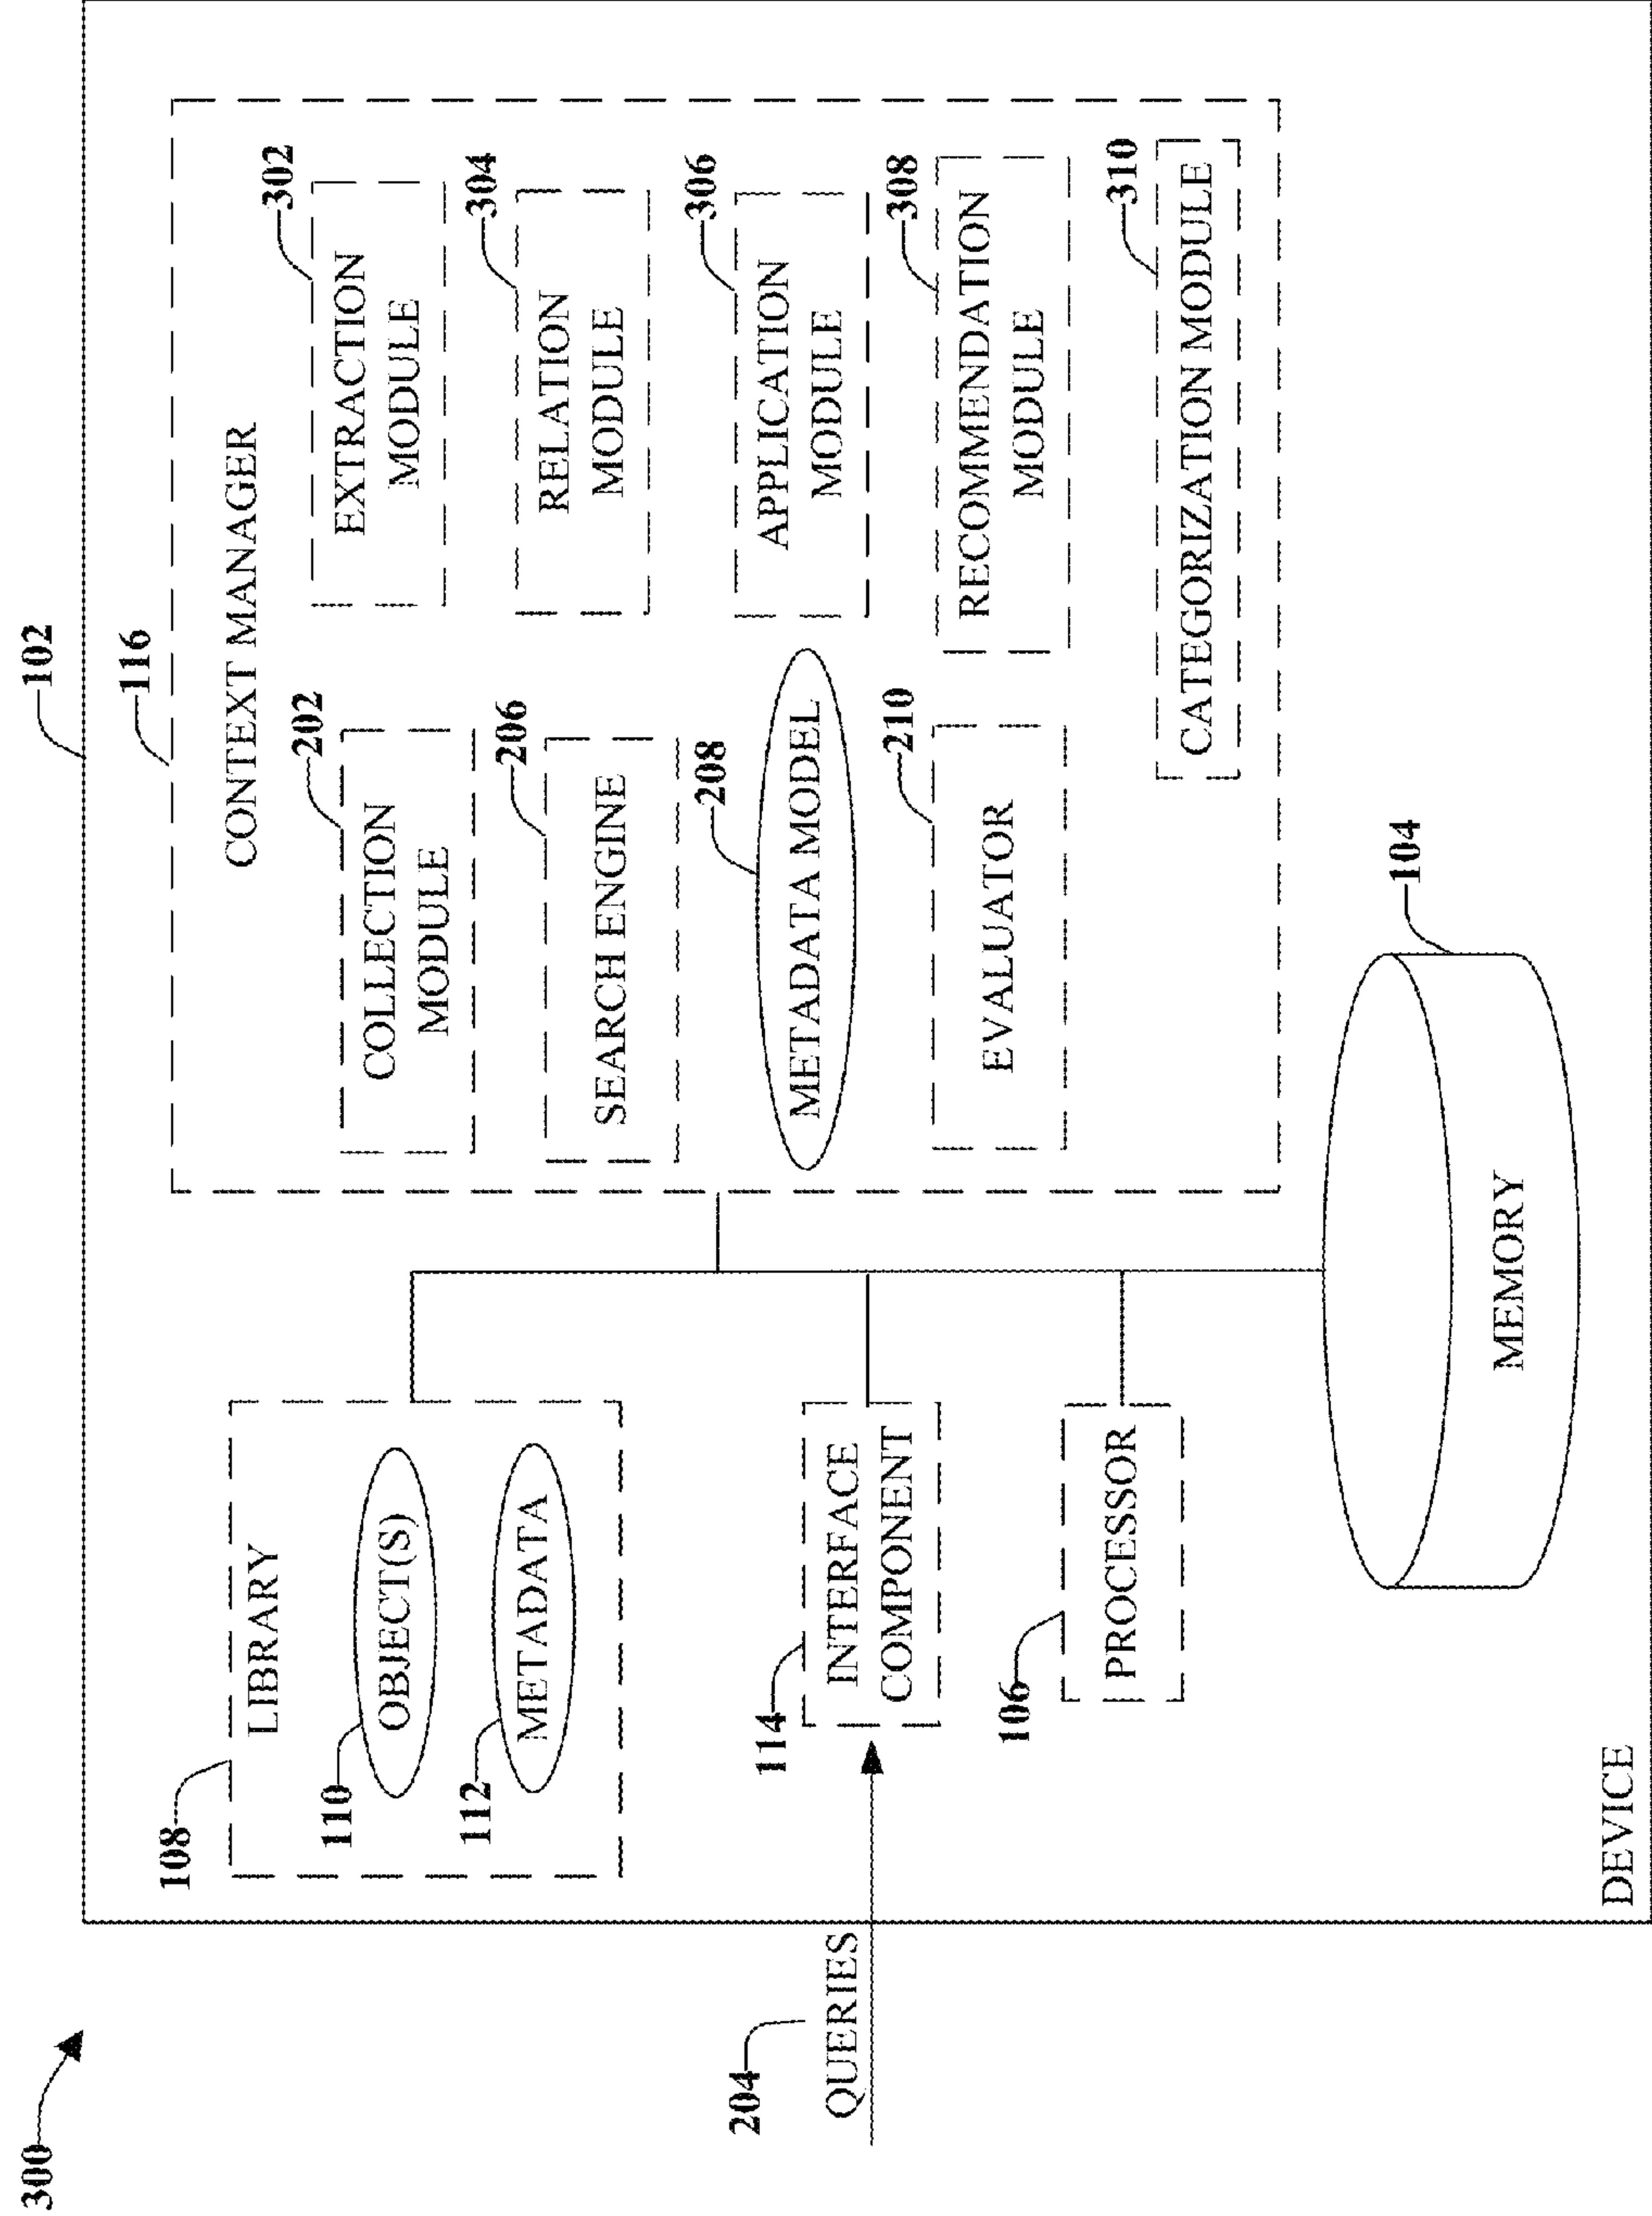 300
102
116
CONTEXT MANAGER
108
LIBRARY
110
OBJECT(S)
112
METADATA
202
COLLECTION
MODULE
302
EXTRACTION
MODULE
206
SEARCH ENGINE
304
RELATION
MODULE
204
QUERIES
114
INTERFACE
COMPONENT
208
METADATA MODEL
306
APPLICATION
MODULE
106
PROCESSOR
210
EVALUATOR
308
RECOMMENDATION
MODULE
310
CATEGORIZATION MODULE
104
MEMORY
DEVICE